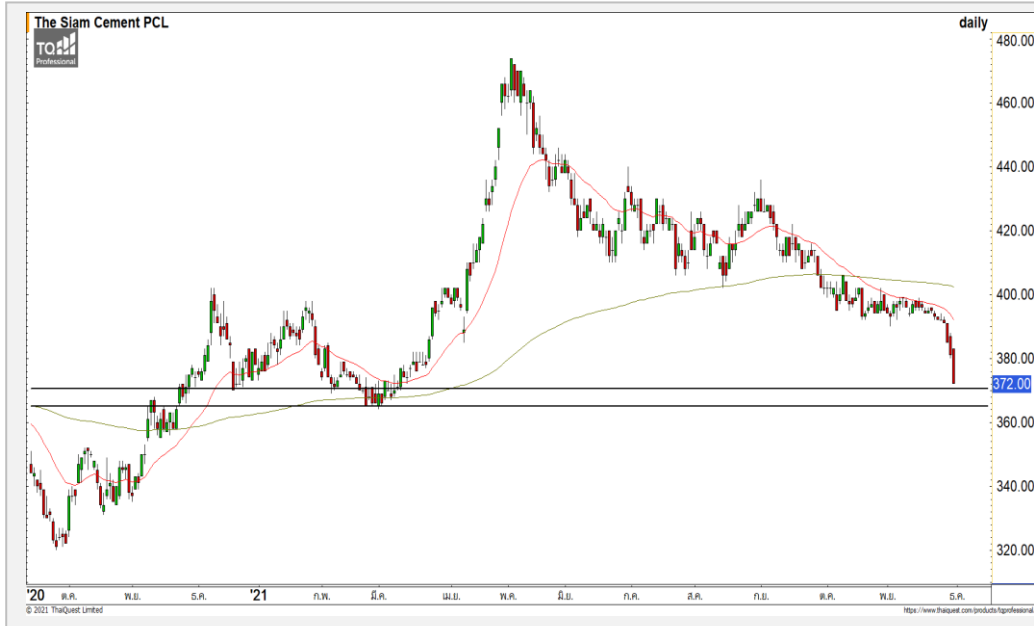 The Siam Cement PCL daily
TQ
Professional
480.00
460.00
440.00
420.00
400.00
380.00
372.00
360.00
340.00
320.00
'20 ต.ค. พ.ย. ธ.ค. '21 ก.พ. มี.ค. เม.ย. พ.ค. มิ.ย. ก.ค. ส.ค. ก.ย. ต.ค. พ.ย. ธ.ค.
© 2021 ThaiQuest Limited https://www.thaiquest.com/products/tqprofessional